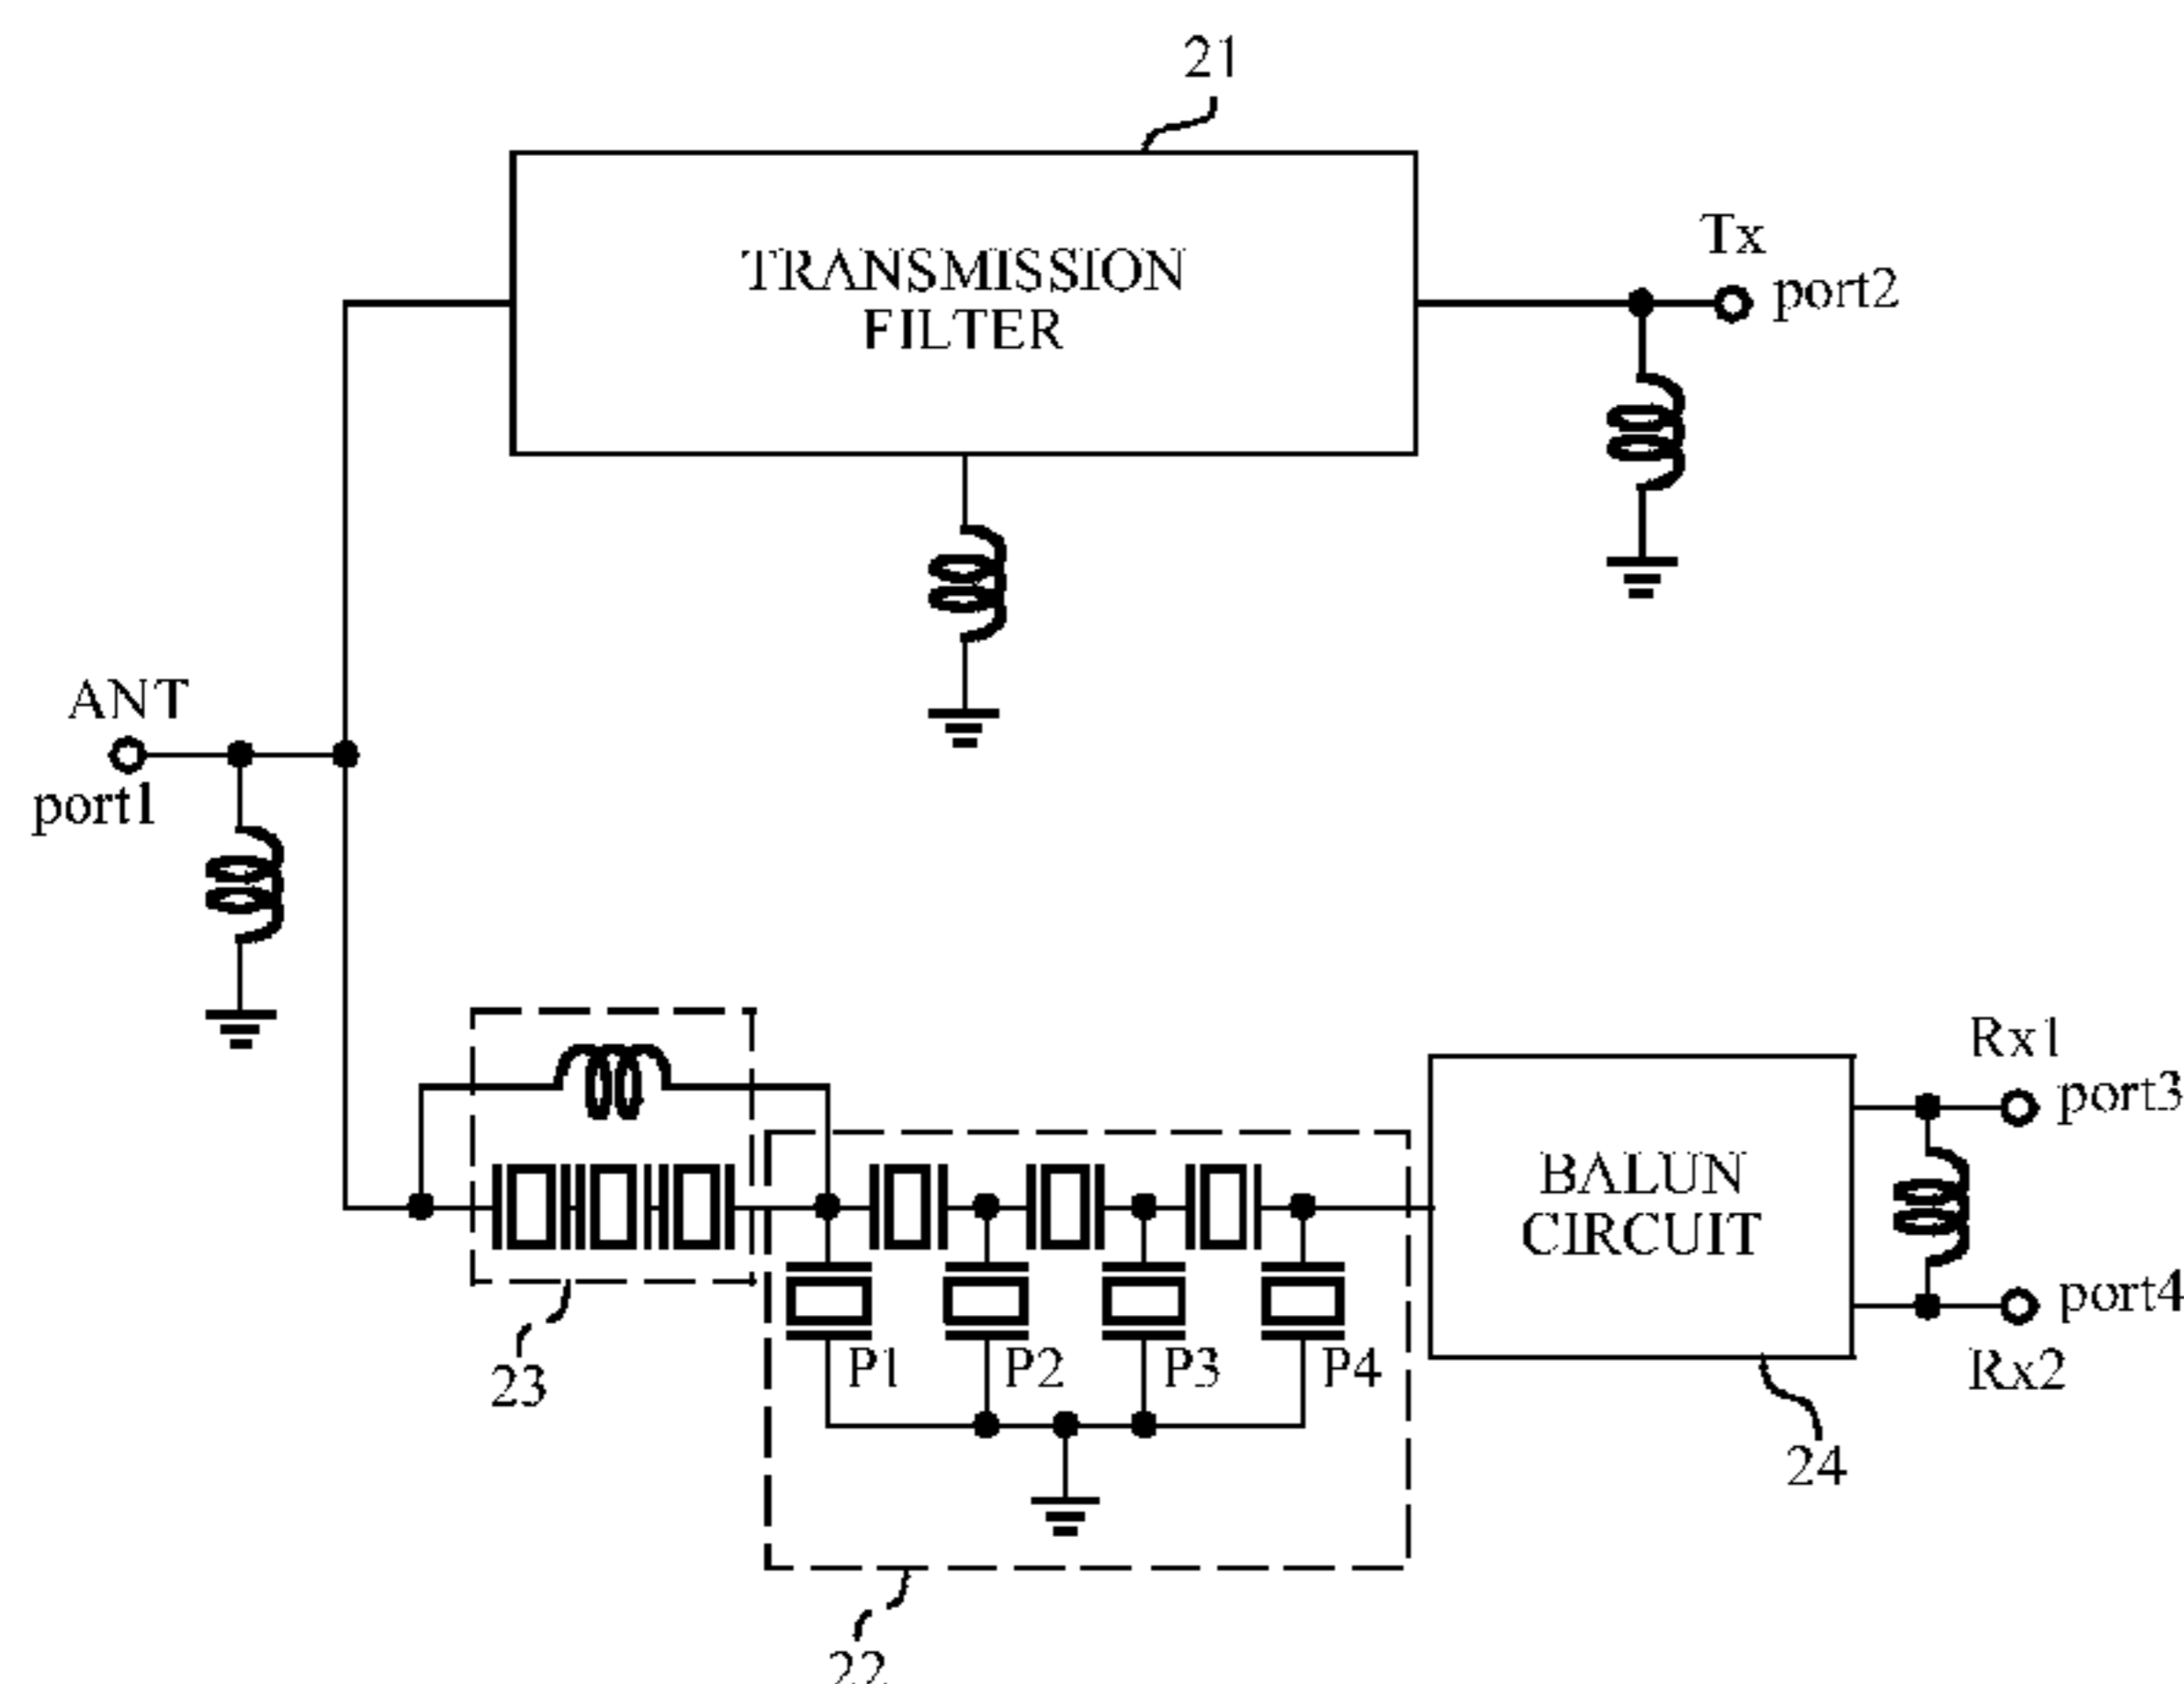 21
TRANSMISSION
FILTER
Tx
port2
ANT
port1
Rx1
port3
BALUN
CIRCUIT
port4
Rx2
P1
P2
P3
P4
23
24
22